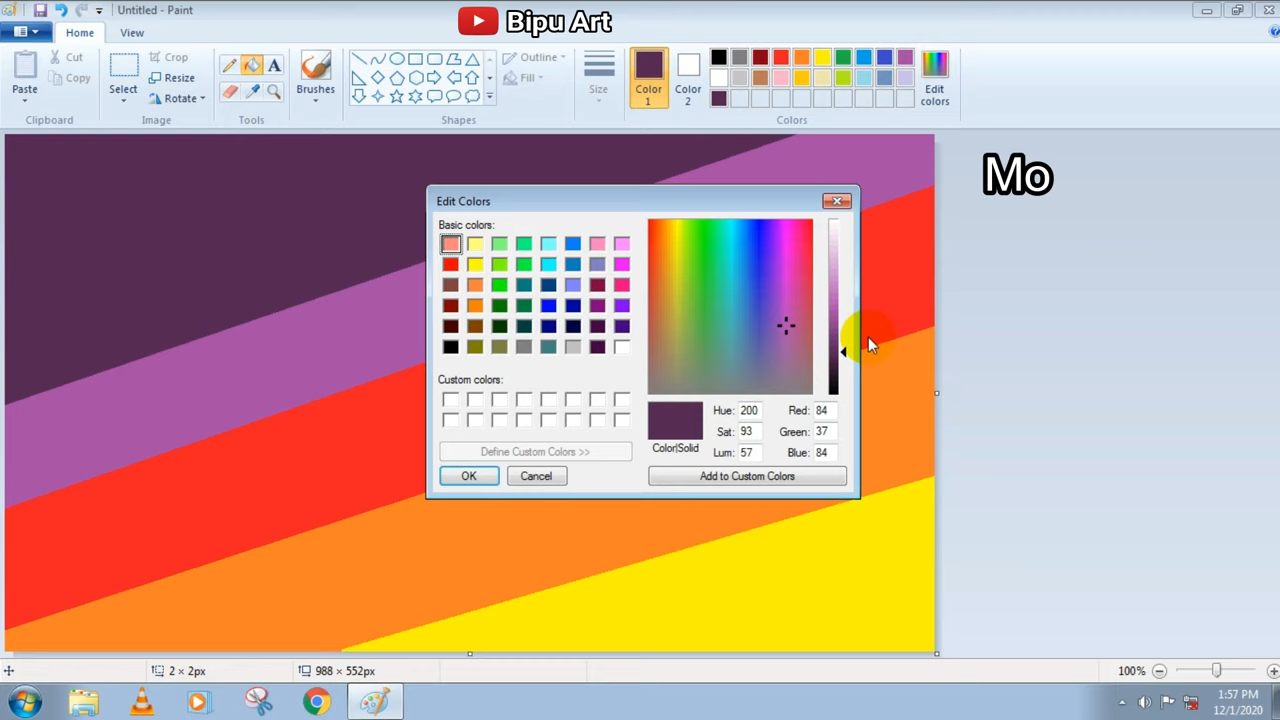 Untitled - Paint
Bipu Art
Home
View
Paste
Cut
Copy
Clipboard
Select
Crop
Resize
Rotate
Image
Tools
Brushes
Outline
Fill
Shapes
Size
Color
1
Color
2
Edit
colors
Colors
Mo
Edit Colors
Basic colors:
Custom colors:
Define Custom Colors >>
OK
Cancel
Color|Solid
Hue: 200
Sat: 93
Lum: 57
Red: 84
Green: 37
Blue: 84
Add to Custom Colors
2 × 2px
988 × 552px
100%
1:57 PM
12/1/2020